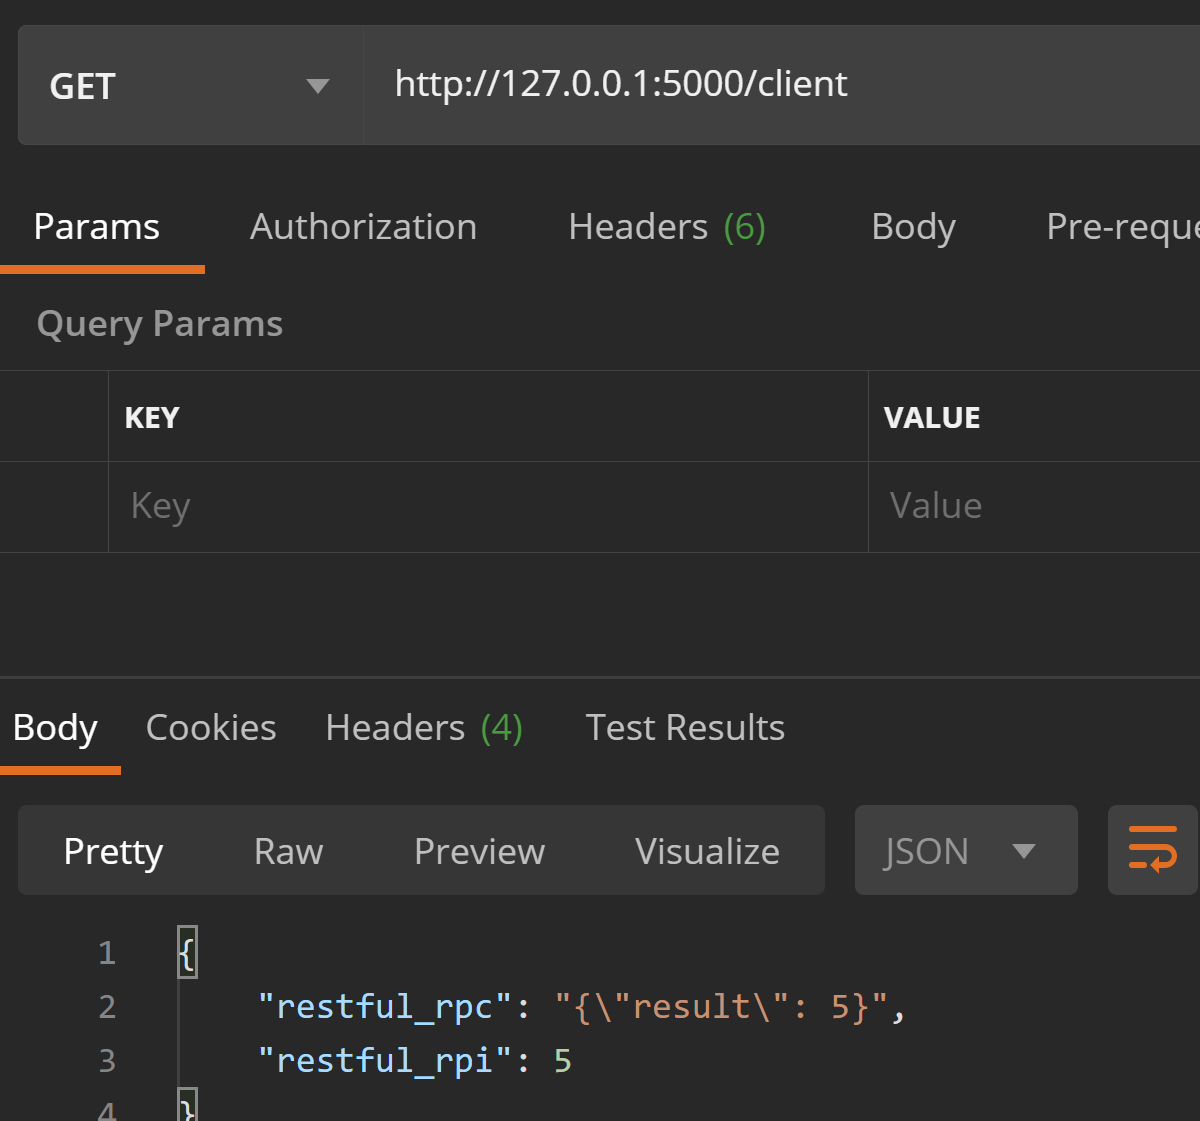 GET http://127.0.0.1:5000/client
Params Authorization Headers (6) Body Pre-reque
Query Params
KEY VALUE
Key Value
Body Cookies Headers (4) Test Results
Pretty Raw Preview Visualize JSON
1 {
2 "restful_rpc": "{\"result\": 5}",
3 "restful_rpi": 5
4 }